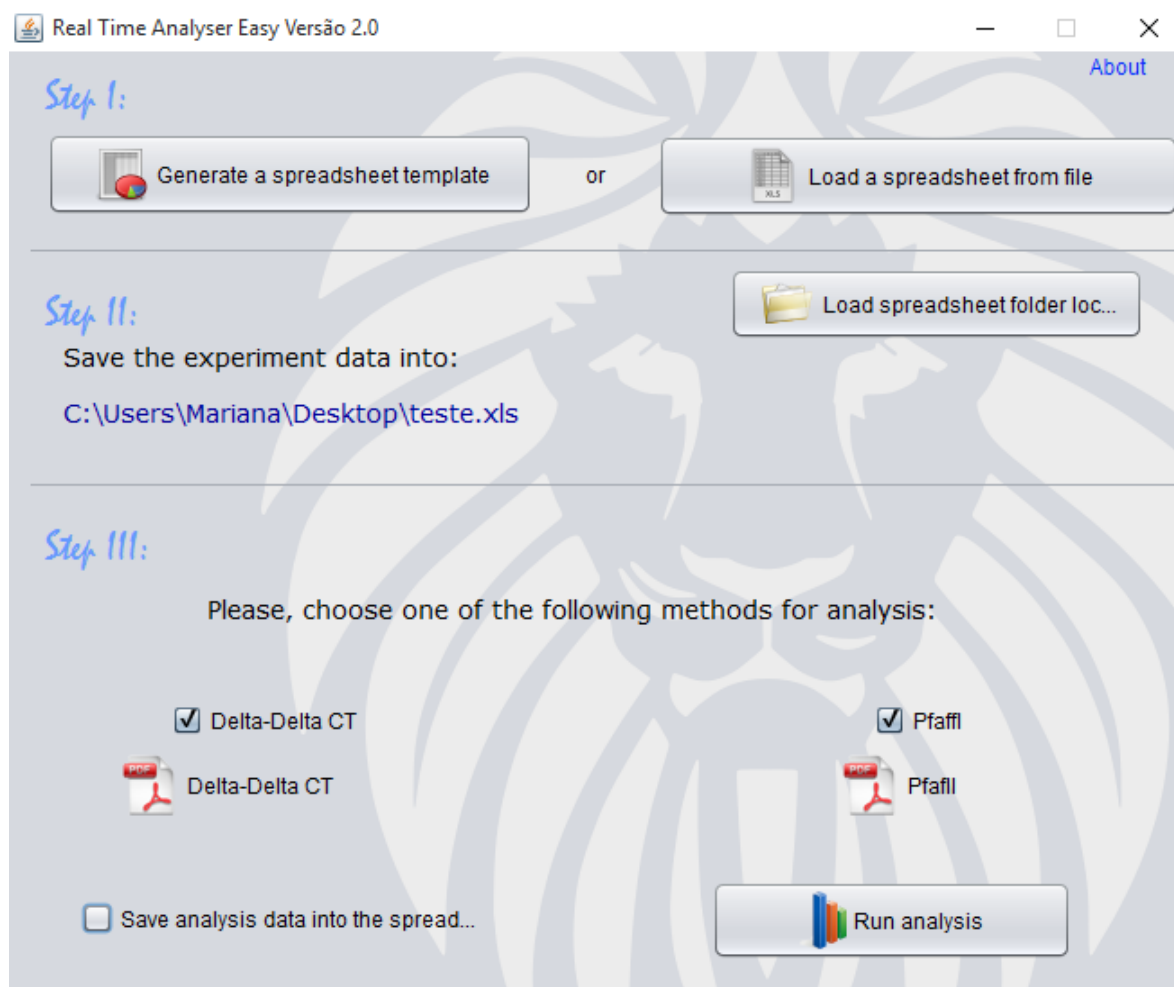 Real Time Analyser Easy Versão 2.0
About
Step I:
Generate a spreadsheet template
or
XLS
Load a spreadsheet from file
Step II:
Load spreadsheet folder loc...
Save the experiment data into:
C:\Users\Mariana\Desktop\teste.xls
Step III:
Please, choose one of the following methods for analysis:
Delta-Delta CT
Pfaffl
PDF
Delta-Delta CT
PDF
Pfafll
Save analysis data into the spread...
Run analysis